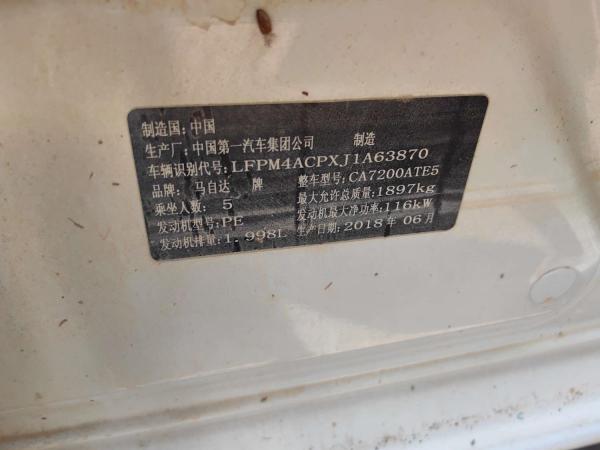 制造国:中国
生产厂:中国第一汽车集团公司 制造
车辆识别代号:LFPM4ACPXJ1A63870
品牌:马自达 牌 整车型号:CA7200ATE5
乘坐人数:5 最大允许总质量:1897kg
发动机型号:PE 发动机最大净功率:116kW
发动机排量:1.998L 生产日期:2018年06月